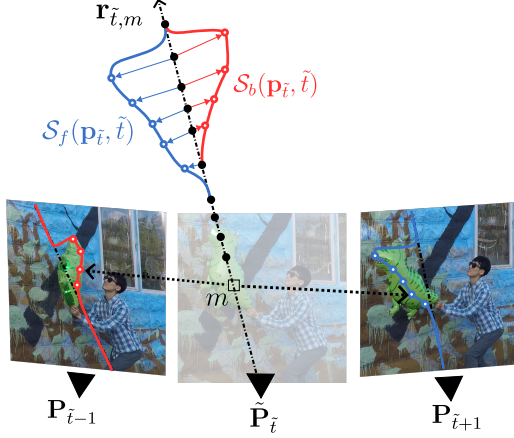 r_{t̃,m}
S_b(p_{t̃}, t̃)
S_f(p_{t̃}, t̃)
m
P_{t̃−1}
P̃_{t̃}
P_{t̃+1}